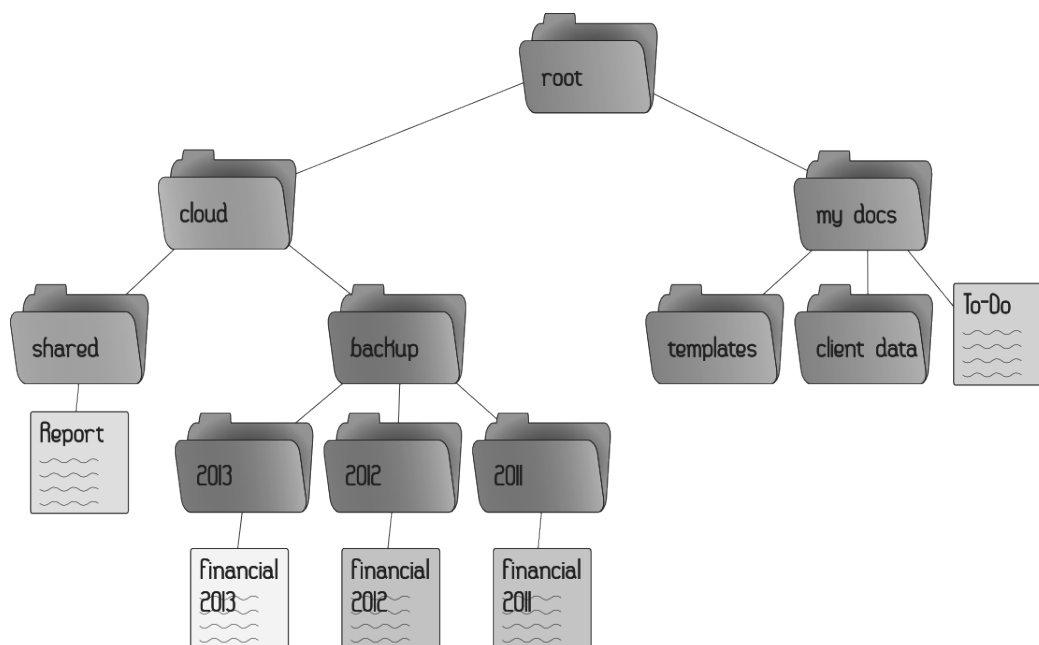 root
cloud
my docs
shared
backup
templates
client data
To-Do
Report
2013
2012
2011
Financial
2013
Financial
2012
Financial
2011